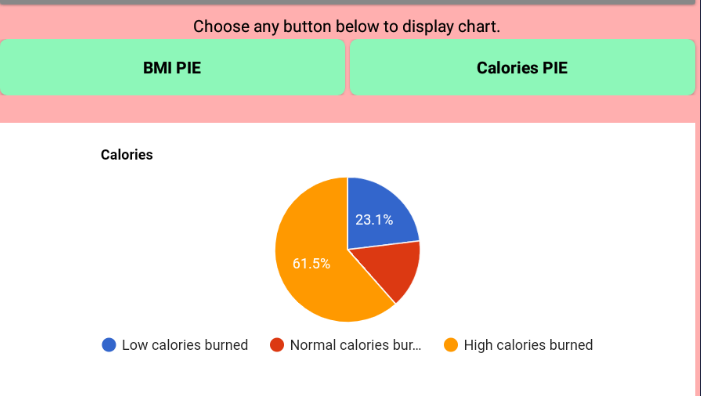 Choose any button below to display chart.
BMI PIE
Calories PIE
Calories
23.1%
61.5%
Low calories burned
Normal calories bur...
High calories burned